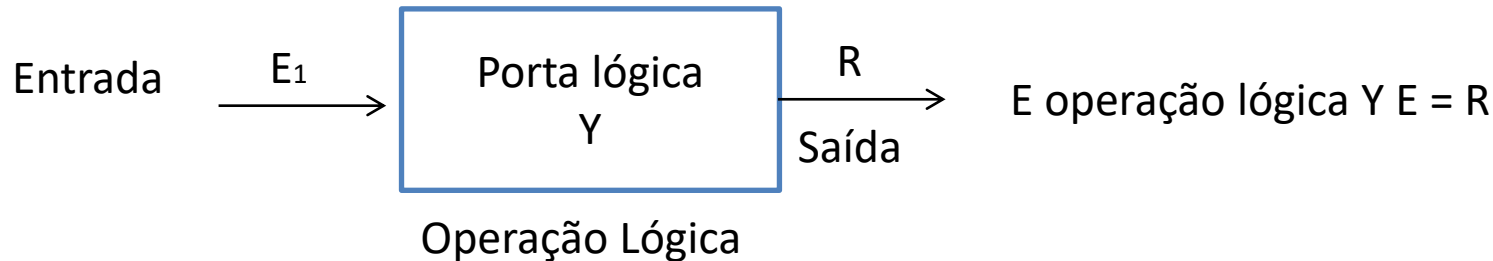 Entrada
E1
Porta lógica
Y
R
Saída
E operação lógica Y E = R
Operação Lógica